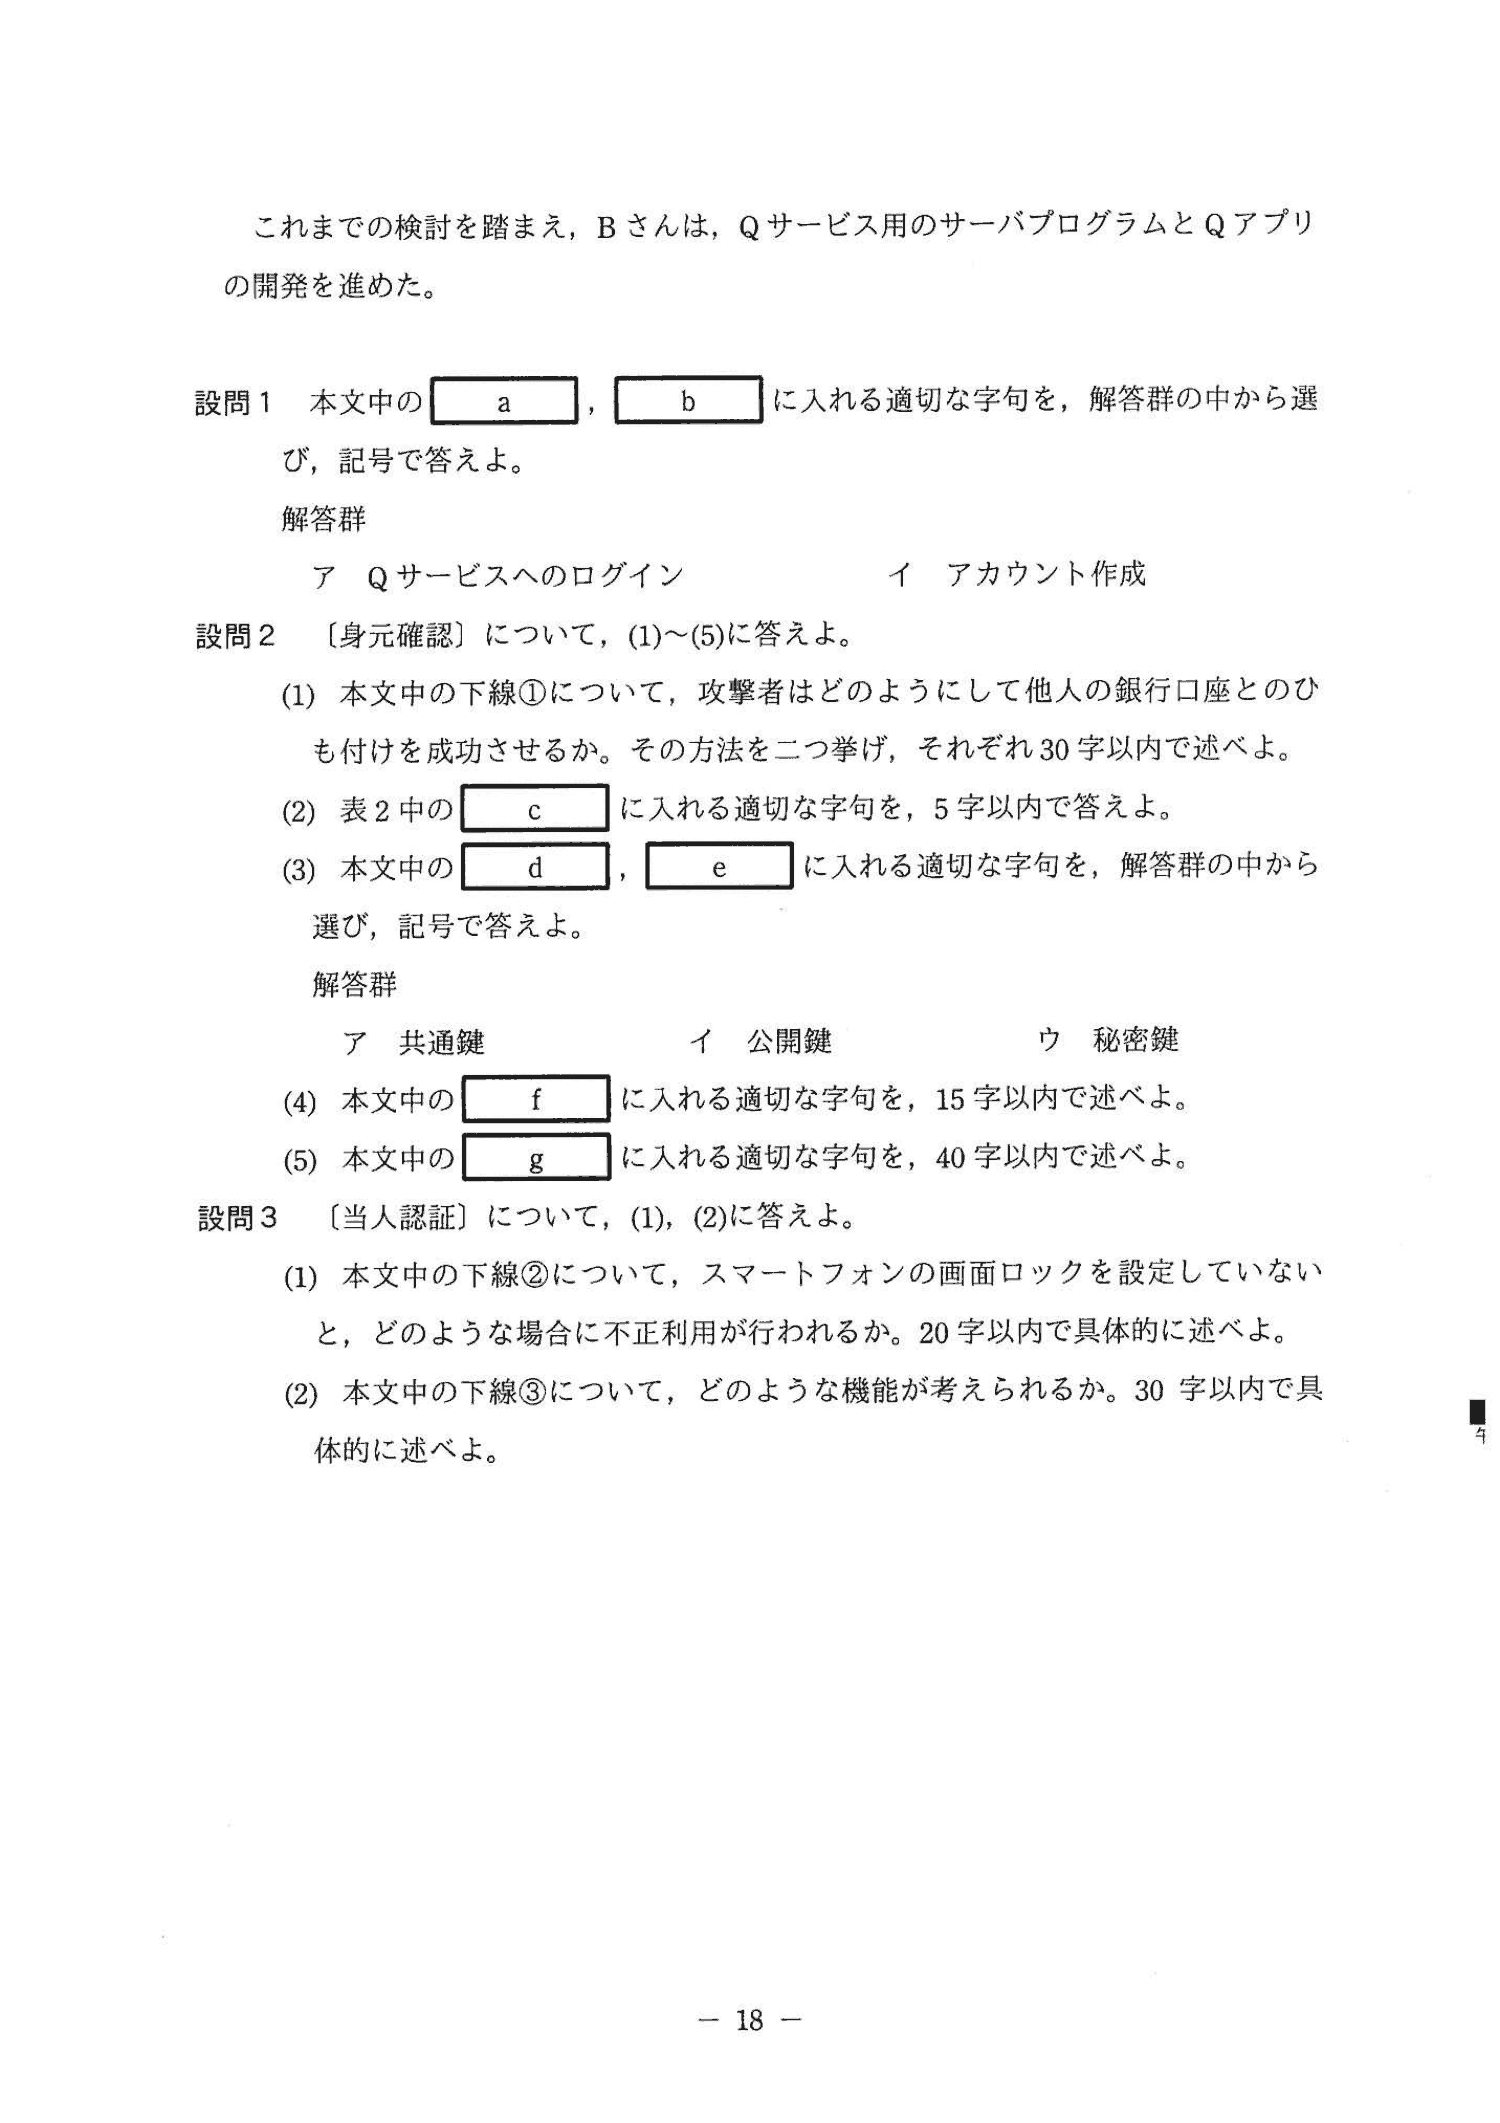 これまでの検討を踏まえ，B さんは，Q サービス用のサーバプログラムと Q アプリ
の開発を進めた。
設問1　本文中の a ， b に入れる適切な字句を，解答群の中から選
び，記号で答えよ。
解答群
ア　Q サービスへのログイン　イ　アカウント作成
設問2　〔身元確認〕について，(1)～(5)に答えよ。
(1) 本文中の下線①について，攻撃者はどのようにして他人の銀行口座とのひ
も付けを成功させるか。その方法を二つ挙げ，それぞれ 30 字以内で述べよ。
(2) 表 2 中の c に入れる適切な字句を，5 字以内で答えよ。
(3) 本文中の d ， e に入れる適切な字句を，解答群の中から
選び，記号で答えよ。
解答群
ア　共通鍵　イ　公開鍵　ウ　秘密鍵
(4) 本文中の f に入れる適切な字句を，15 字以内で述べよ。
(5) 本文中の g に入れる適切な字句を，40 字以内で述べよ。
設問3　〔当人認証〕について，(1)，(2)に答えよ。
(1) 本文中の下線②について，スマートフォンの画面ロックを設定していない
と，どのような場合に不正利用が行われるか。20 字以内で具体的に述べよ。
(2) 本文中の下線③について，どのような機能が考えられるか。30 字以内で具
体的に述べよ。
－ 18 －